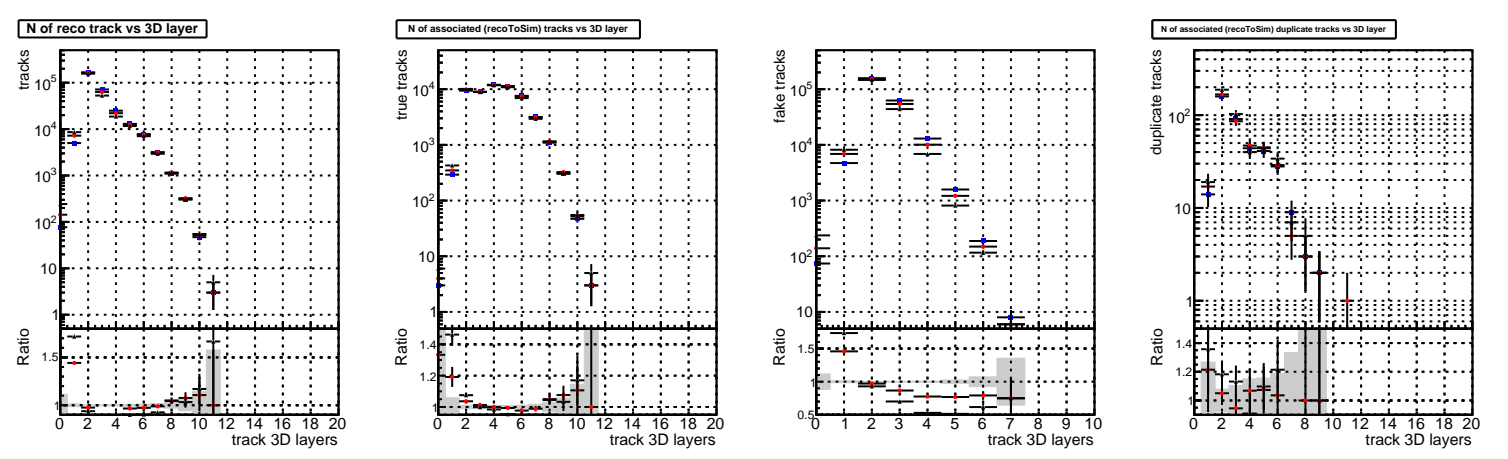 N of reco track vs 3D layer
tracks
10^5
10^4
10^3
10^2
10
1
Ratio
1.5
1
0 2 4 6 8 10 12 14 16 18 20
track 3D layers
N of associated (recoToSim) tracks vs 3D layer
true tracks
10^4
10^3
10^2
10
1
Ratio
1.4
1.2
1
0 2 4 6 8 10 12 14 16 18 20
track 3D layers
fake tracks
10^5
10^4
10^3
10^2
10
Ratio
1.5
1
0.5
0 1 2 3 4 5 6 7 8 9 10
track 3D layers
N of associated (recoToSim) duplicate tracks vs 3D layer
duplicate tracks
10^2
10
1
Ratio
1.4
1.2
1
0 2 4 6 8 10 12 14 16 18 20
track 3D layers